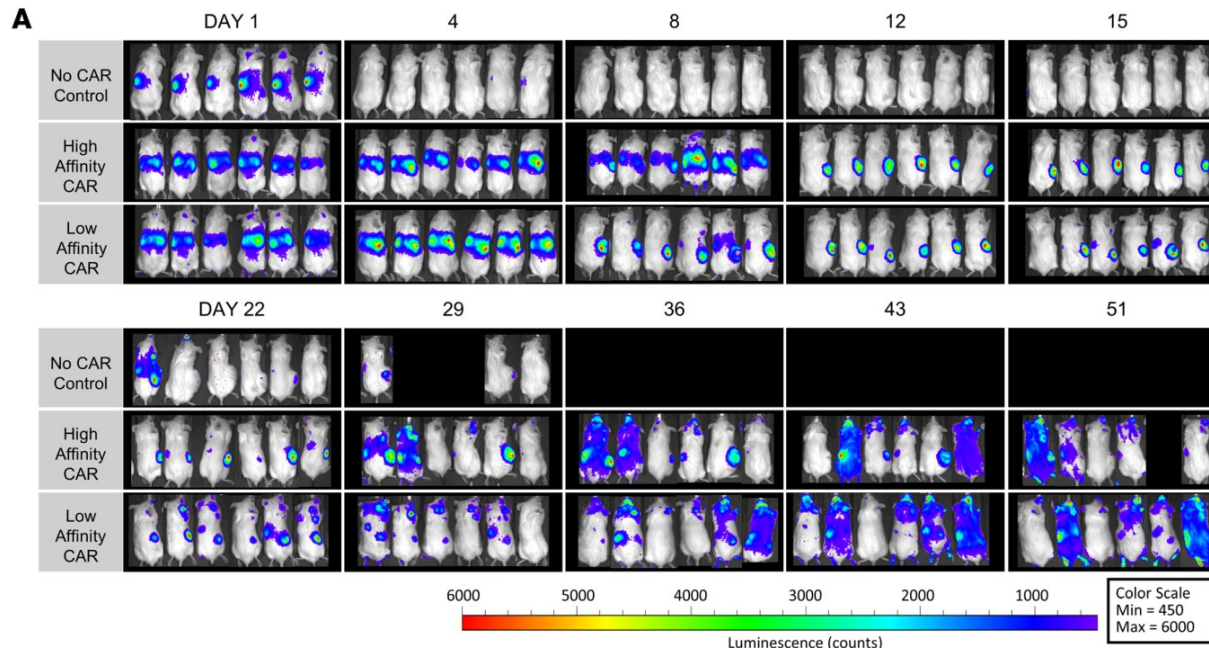 A
DAY 1 4 8 12 15
No CAR
Control
High
Affinity
CAR
Low
Affinity
CAR
DAY 22 29 36 43 51
No CAR
Control
High
Affinity
CAR
Low
Affinity
CAR
6000 5000 4000 3000 2000 1000
Luminescence (counts)
Color Scale
Min = 450
Max = 6000